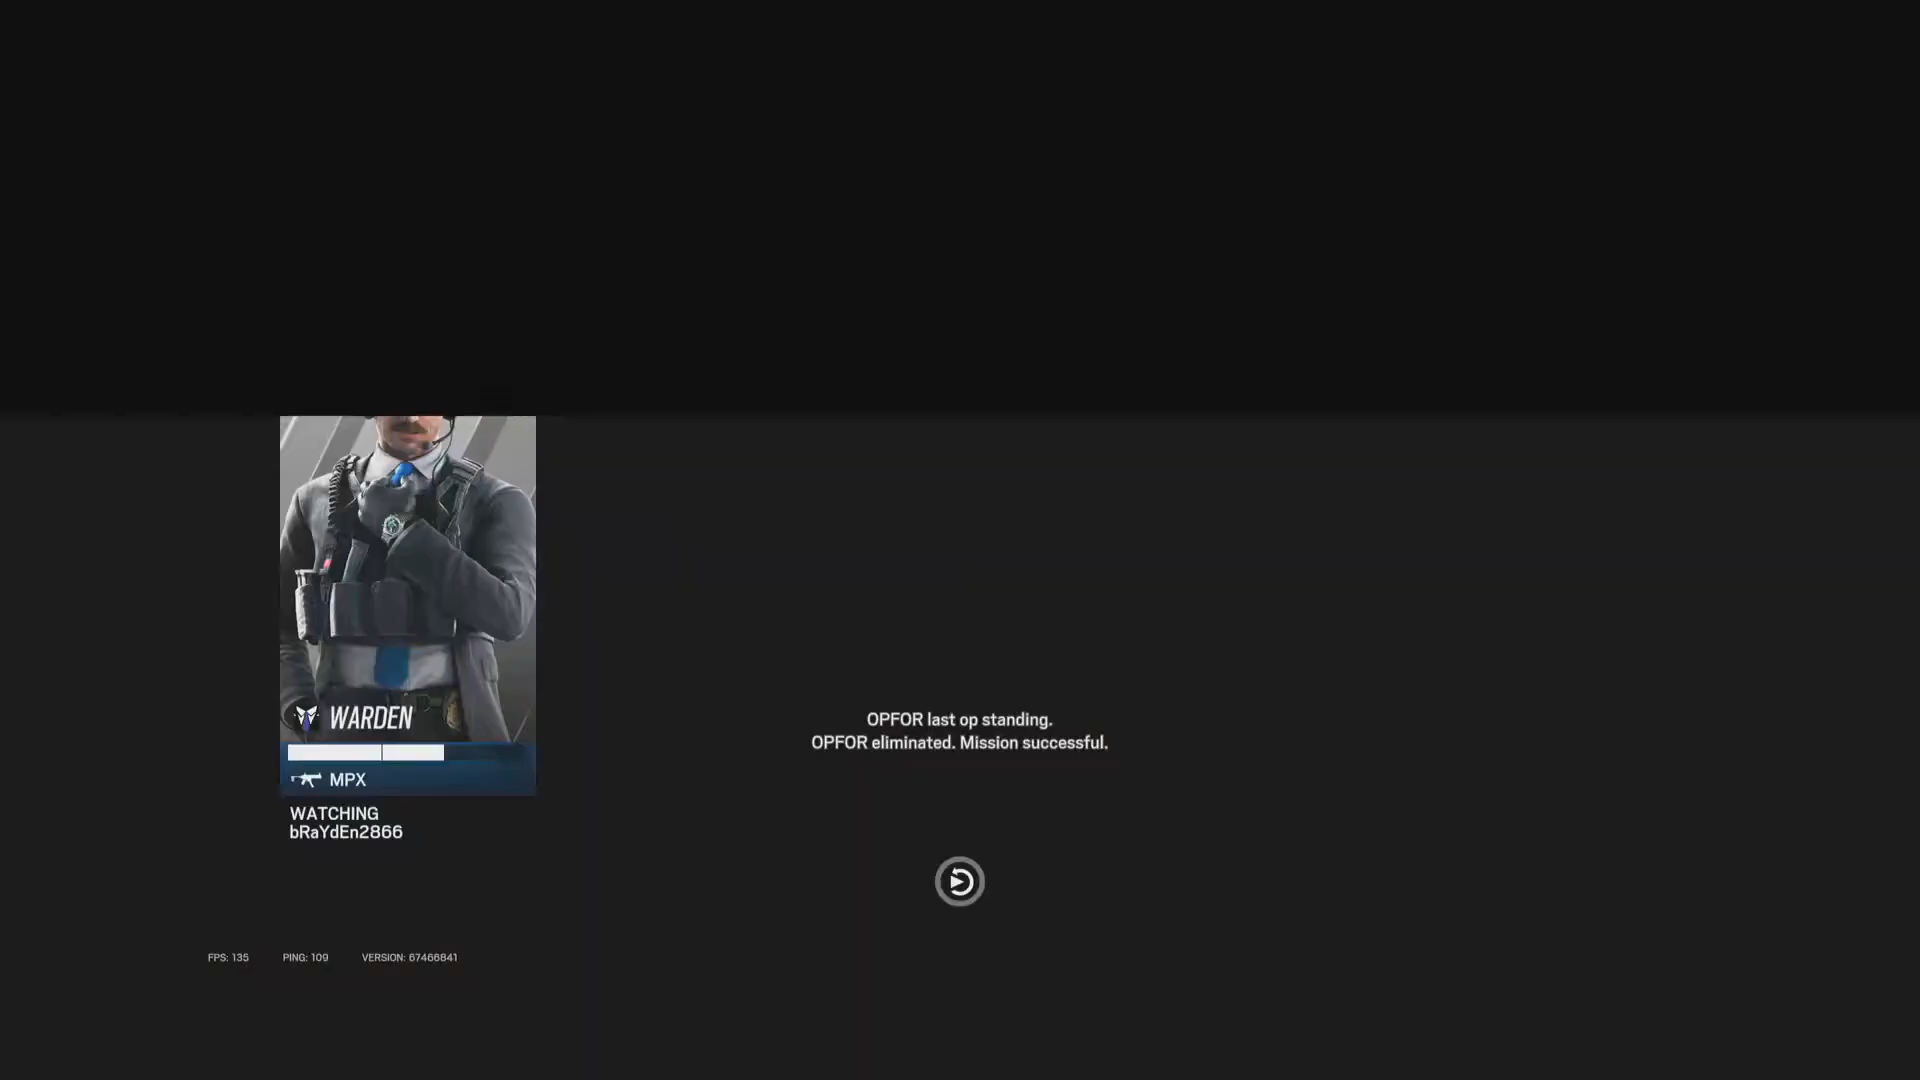 WARDEN
MPX
WATCHING
bRaYdEn2866
OPFOR last op standing.
OPFOR eliminated. Mission successful.
FPS: 135 PING: 109 VERSION: 67466841